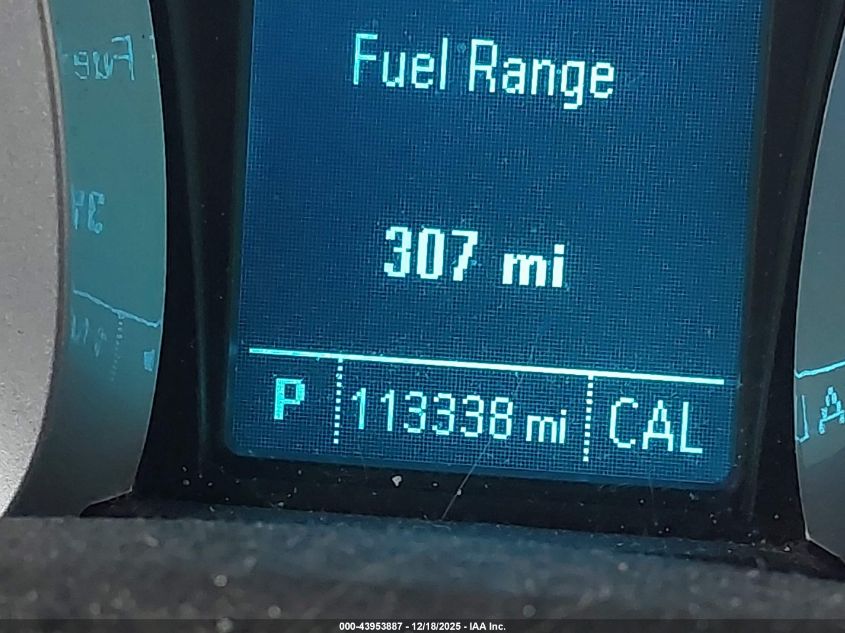 Fuel Range
307 mi
P 113338 mi CAL
000-43953887 - 12/18/2025 - IAA Inc.